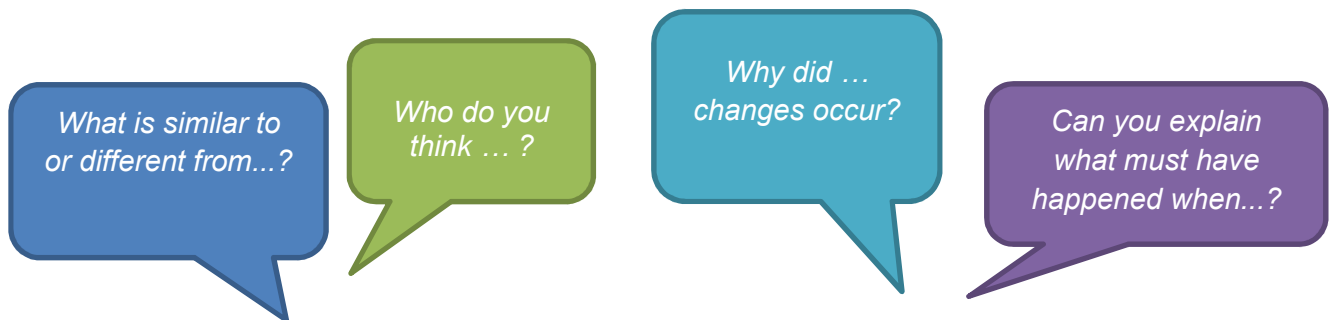 What is similar to
or different from...?
Who do you
think … ?
Why did …
changes occur?
Can you explain
what must have
happened when...?